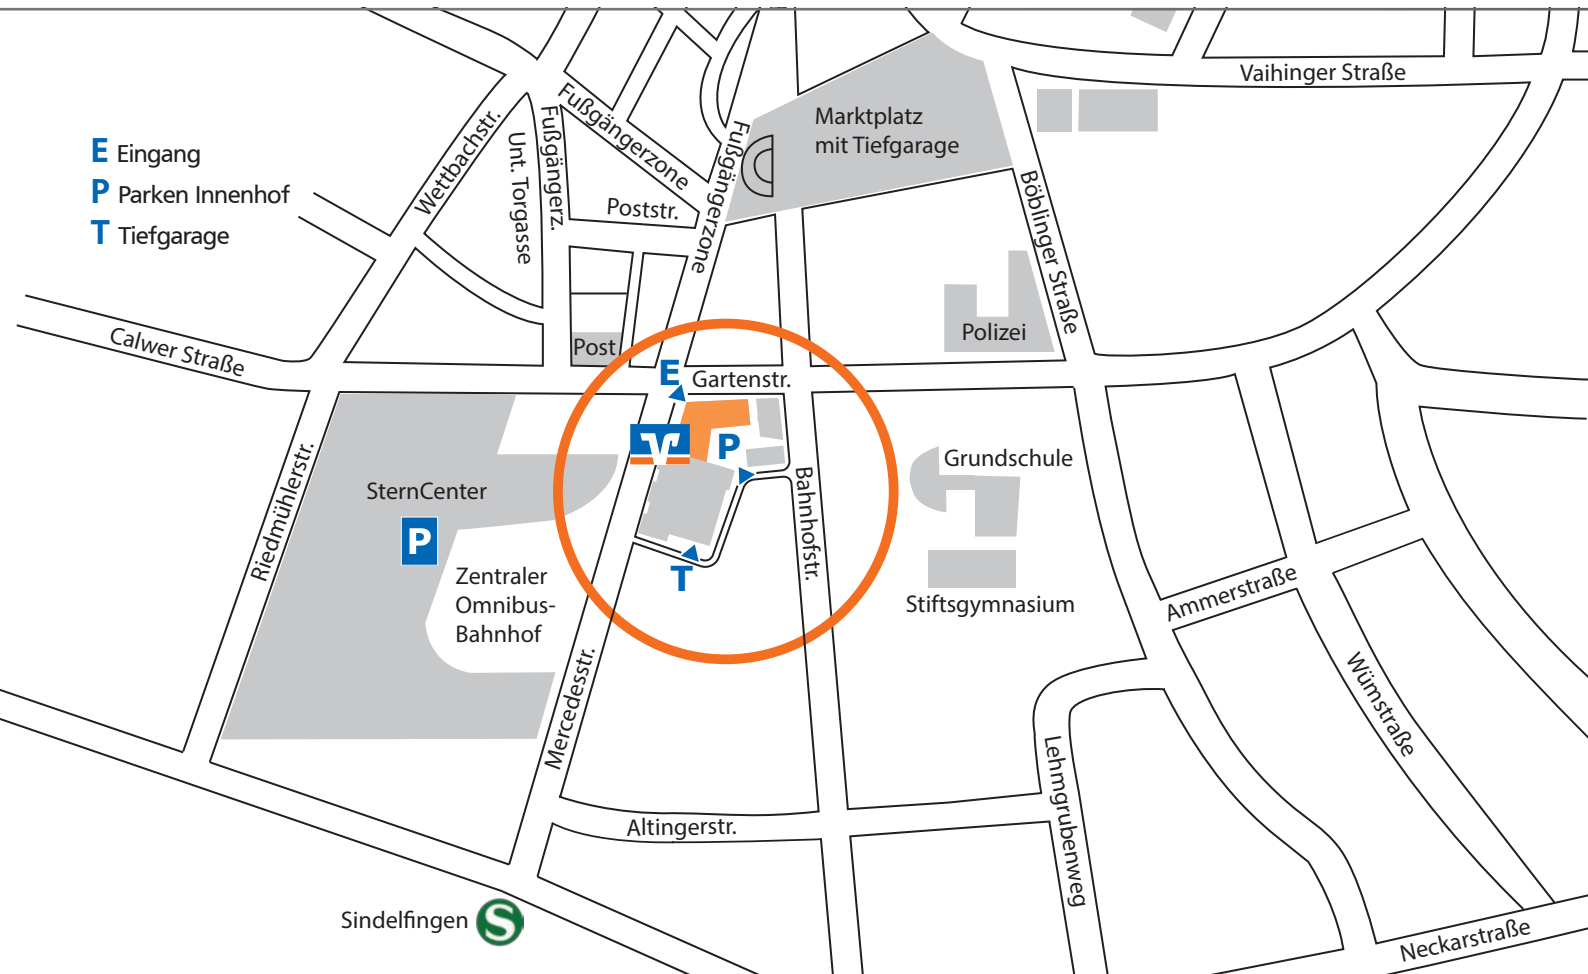 Vaihinger Straße
Marktplatz
mit Tiefgarage
Fußgängerzone
Fußgängerz.
Unt. Torgasse
Wettbachstr.
Fußgängerzone
E Eingang
P Parken Innenhof
T Tiefgarage
Poststr.
Böblinger Straße
Calwer Straße
Post
Polizei
E
Gartenstr.
P
Riedmühlerstr.
SternCenter
P
Bahnhofstr.
Grundschule
T
Zentraler
Omnibus-
Bahnhof
Stiftsgymnasium
Ammerstraße
Mercedesstr.
Wümstraße
Lehmgrubenweg
Altingerstr.
Sindelfingen S
Neckarstraße